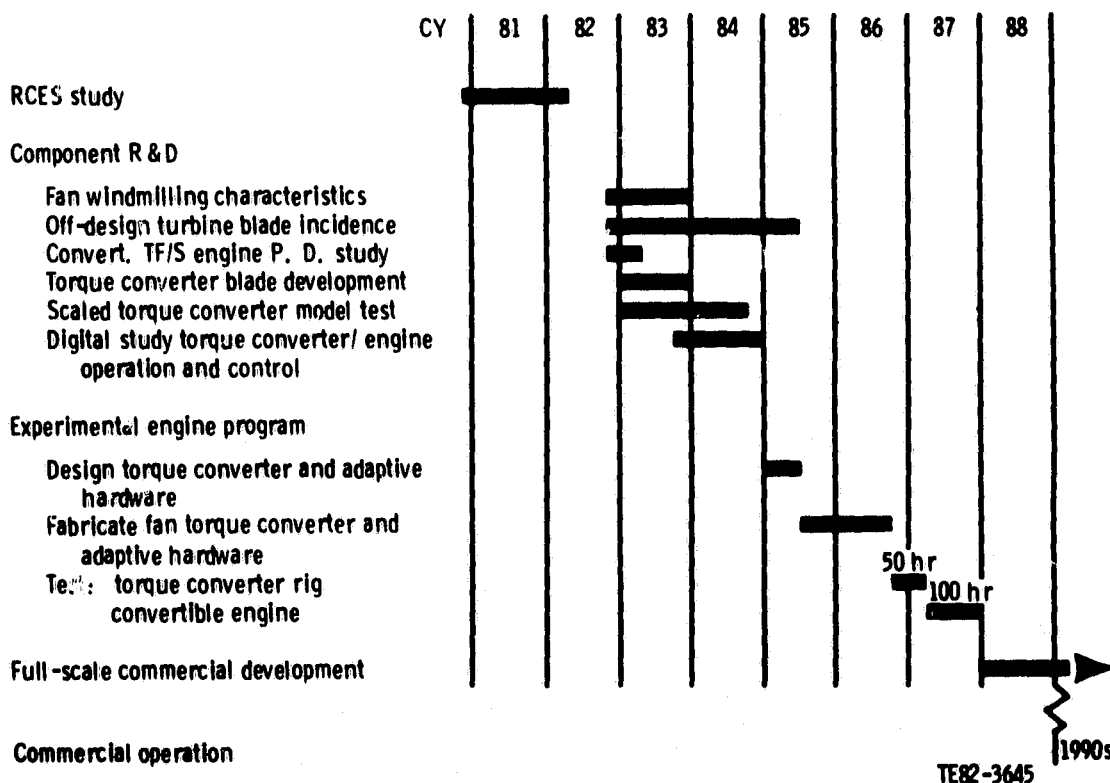 CY 81 82 83 84 85 86 87 88
RCES study
Component R & D
Fan windmilling characteristics
Off-design turbine blade incidence
Convert. TF/S engine P. D. study
Torque converter blade development
Scaled torque converter model test
Digital study torque converter/ engine
operation and control
Experimental engine program
Design torque converter and adaptive
hardware
Fabricate fan torque converter and
adaptive hardware
50 hr
torque converter rig
100 hr
convertible engine
Full-scale commercial development
Commercial operation
1990s
TE82-3645